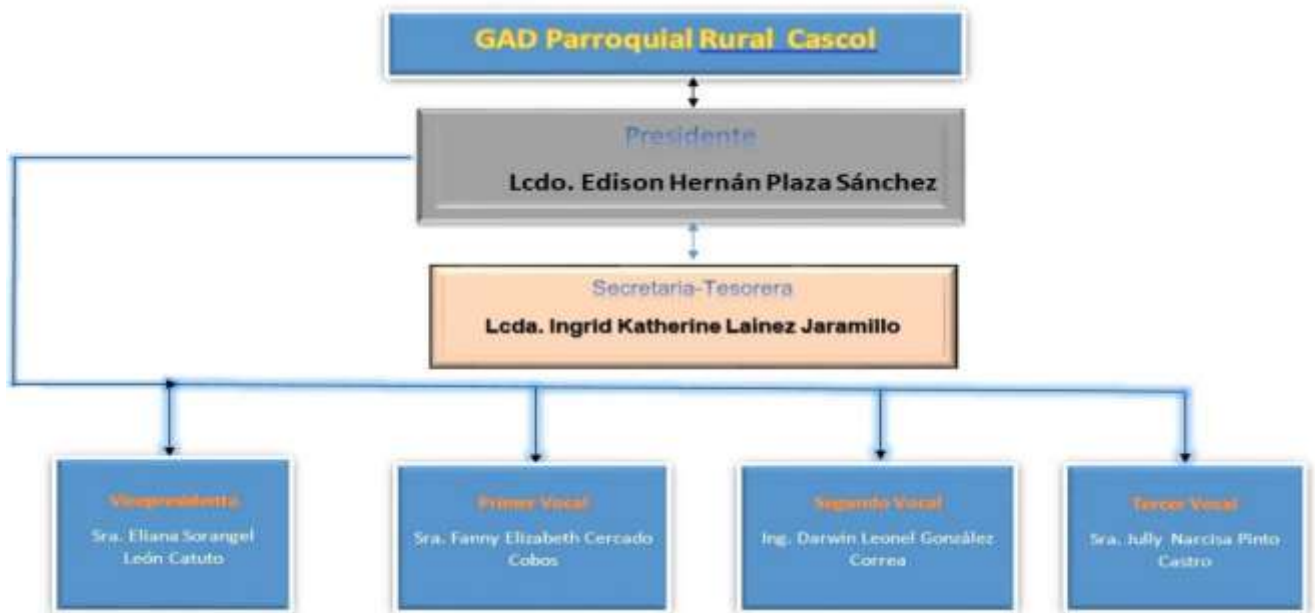 GAD Parroquial Rural Cascol
Presidente
Lcdo. Edison Hernán Plaza Sánchez
Secretaria-Tesorera
Lcda. Ingrid Katherine Lainez Jaramillo
Vicepresidenta
Sra. Eliana Sorangel
León Catuto
Primer Vocal
Sra. Fanny Elizabeth Cercado
Cobos
Segundo Vocal
Ing. Darwin Leonel González
Correa
Tercer Vocal
Sra. Jully Narcisa Pinto
Castro